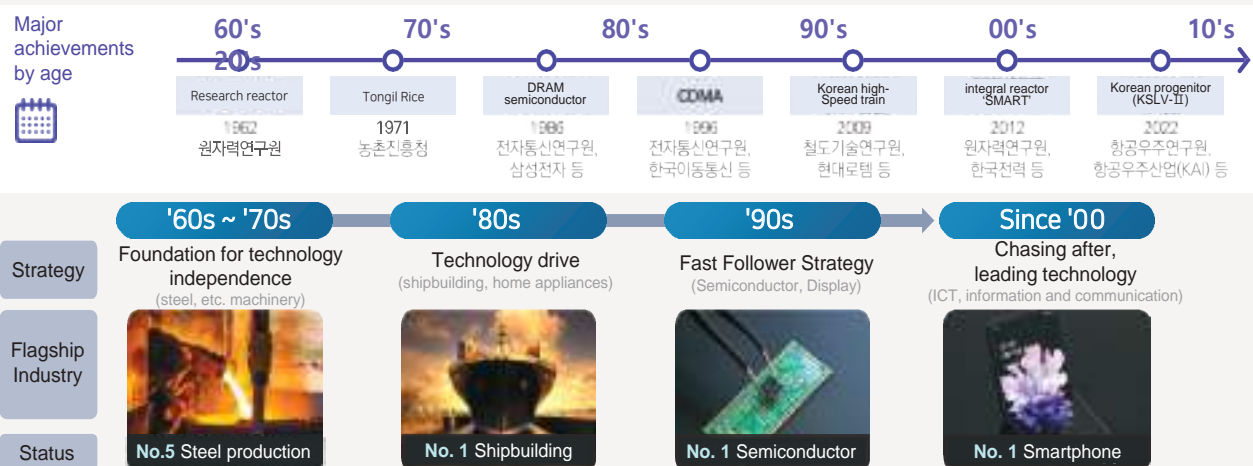 Major
achievements
by age
60's
70's
80's
90's
00's
10's
20's
Research reactor
1962
원자력연구원
Tongil Rice
1971
농촌진흥청
DRAM
semiconductor
1986
전자통신연구원,
삼성전자 등
CDMA
1996
전자통신연구원,
한국이동통신 등
Korean high-
Speed train
2009
철도기술연구원,
현대로템 등
integral reactor
'SMART'
2012
원자력연구원,
한국전력 등
Korean progenitor
(KSLV-II)
2022
항공우주연구원,
항공우주산업(KAI) 등
'60s ~ '70s
'80s
'90s
Since '00
Strategy
Foundation for technology
independence
(steel, etc. machinery)
Technology drive
(shipbuilding, home appliances)
Fast Follower Strategy
(Semiconductor, Display)
Chasing after,
leading technology
(ICT, information and communication)
Flagship
Industry
Status
No.5 Steel production
No. 1 Shipbuilding
No. 1 Semiconductor
No. 1 Smartphone